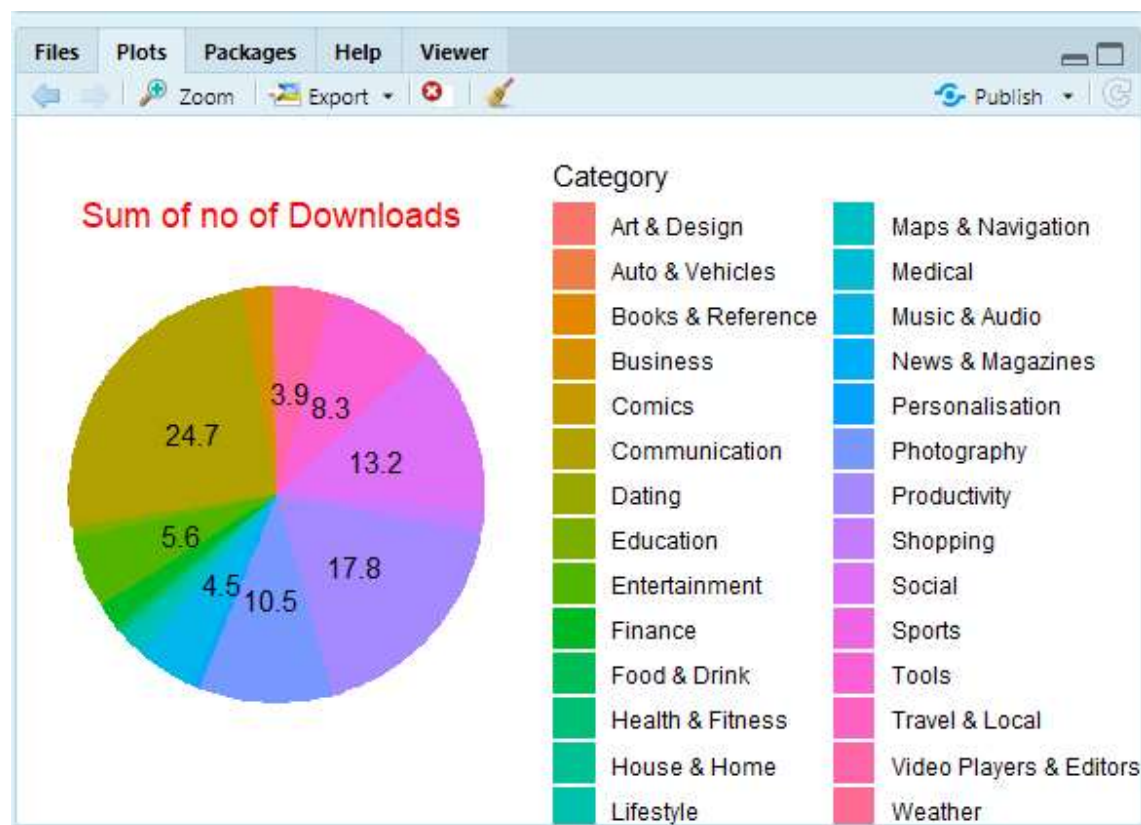 Files Plots Packages Help Viewer
Zoom Export Publish
Sum of no of Downloads
3.9
8.3
24.7
13.2
5.6
17.8
4.5
10.5
Category
Art & Design
Auto & Vehicles
Books & Reference
Business
Comics
Communication
Dating
Education
Entertainment
Finance
Food & Drink
Health & Fitness
House & Home
Lifestyle
Maps & Navigation
Medical
Music & Audio
News & Magazines
Personalisation
Photography
Productivity
Shopping
Social
Sports
Tools
Travel & Local
Video Players & Editors
Weather